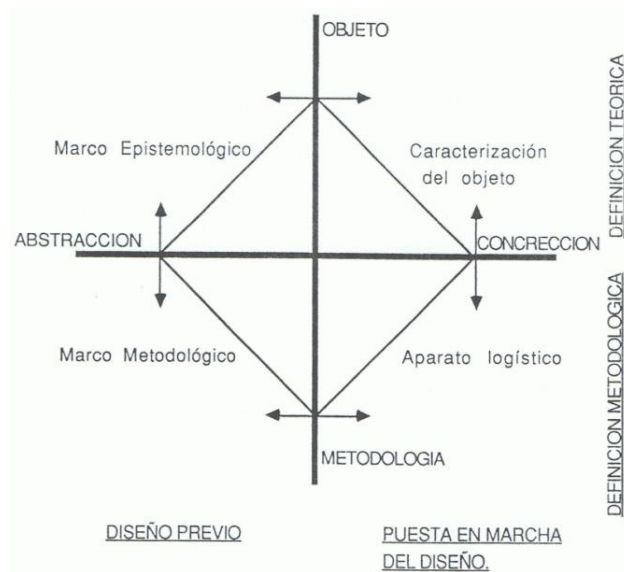 OBJETO
Marco Epistemológico
Caracterización
del objeto
DEFINICION TEORICA
ABSTRACCION
CONCRECCION
Marco Metodológico
Aparato logístico
DEFINICION METODOLOGICA
METODOLOGIA
DISEÑO PREVIO
PUESTA EN MARCHA
DEL DISEÑO.